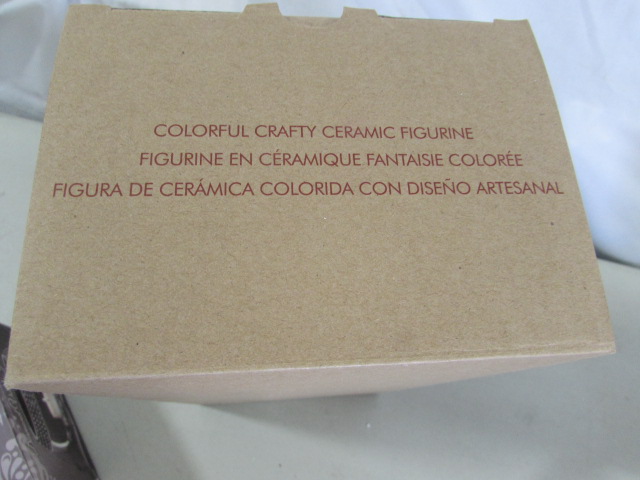 COLORFUL CRAFTY CERAMIC FIGURINE
FIGURINE EN CÉRAMIQUE FANTAISIE COLORÉE
FIGURA DE CERÁMICA COLORIDA CON DISEÑO ARTESANAL